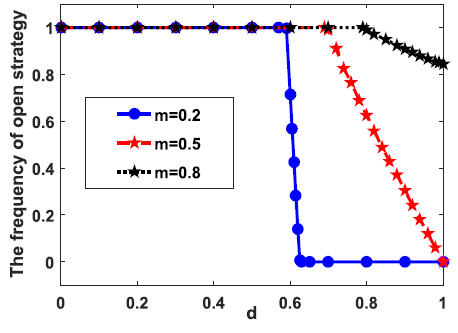 The frequency of open strategy
1
0.8
0.6
0.4
0.2
0
m=0.2
m=0.5
m=0.8
0 0.2 0.4 0.6 0.8 1
d